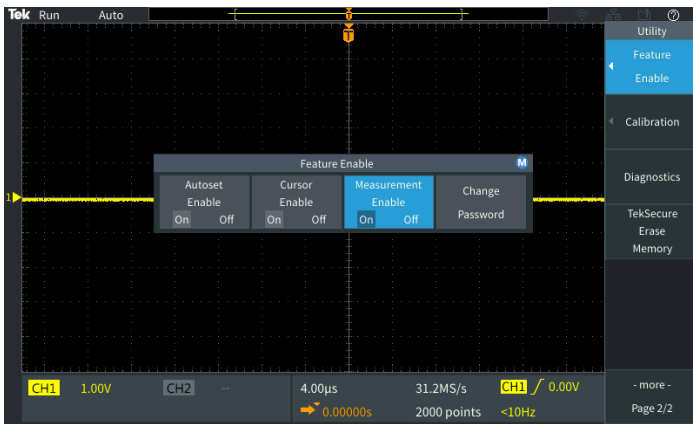 Tek Run Auto
T
T
Utility
Feature
Enable
Calibration
Diagnostics
TekSecure
Erase
Memory
- more -
Page 2/2
Feature Enable M
Autoset
Enable
On Off
Cursor
Enable
On Off
Measurement
Enable
On Off
Change
Password
1
CH1 1.00V CH2 -- 4.00µs 31.2MS/s CH1 0.00V
0.00000s 2000 points <10Hz